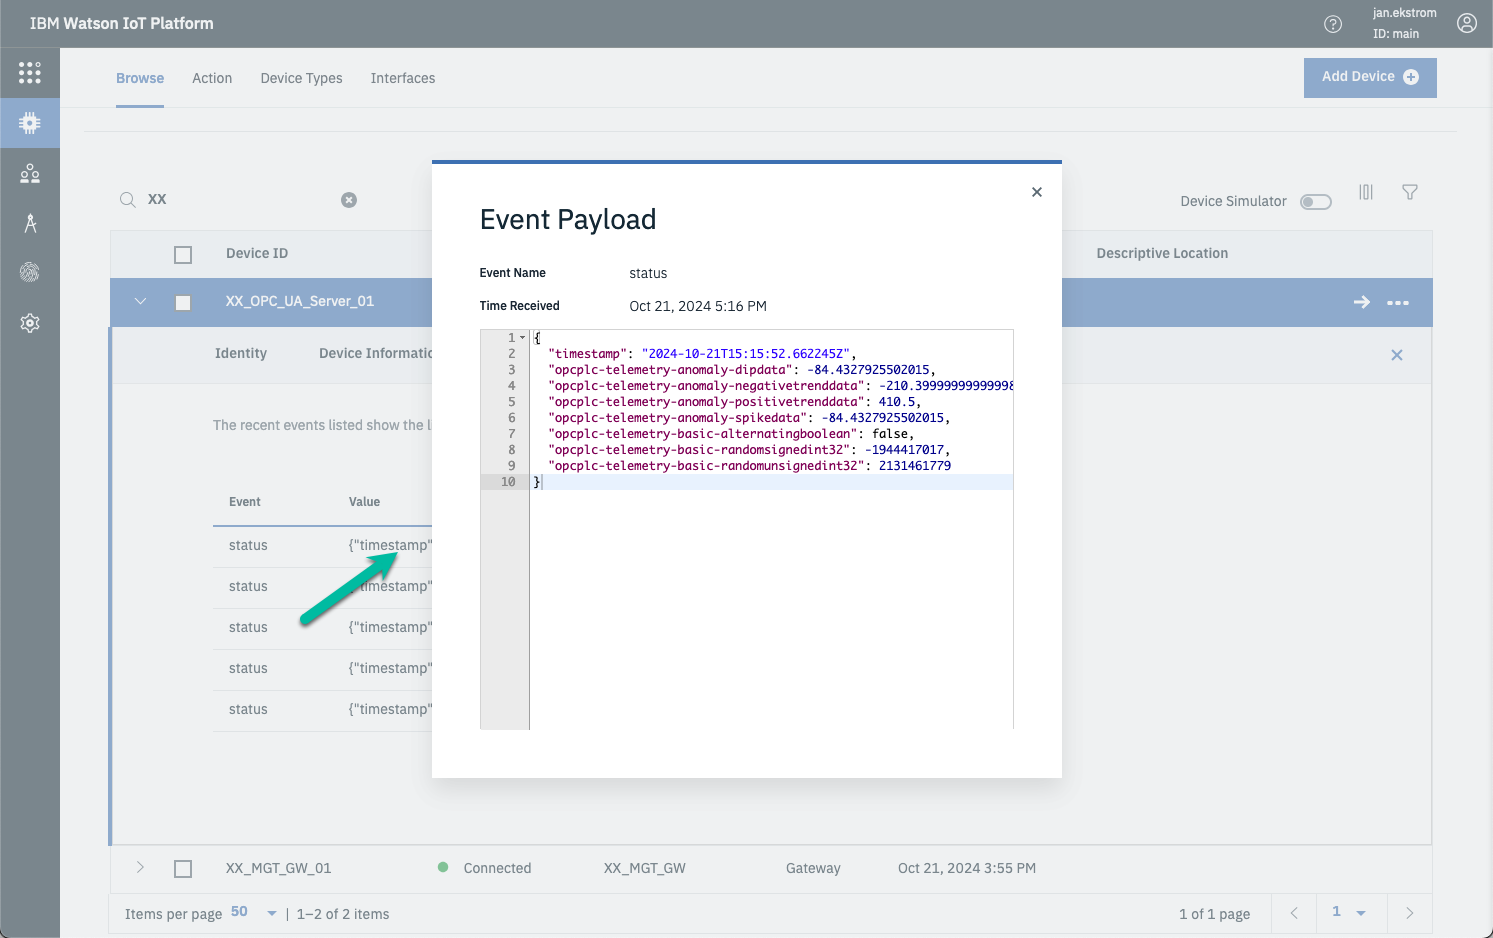 IBM Watson IoT Platform
jan.ekstrom
ID: main
Browse Action Device Types Interfaces
Add Device
XX
Device Simulator
Device ID
Descriptive Location
XX_OPC_UA_Server_01
Identity Device Informatio
The recent events listed show the l
Event Value
status {"timestamp"
status {"timestamp"
status {"timestamp"
status {"timestamp"
status {"timestamp"
Event Payload
Event Name status
Time Received Oct 21, 2024 5:16 PM
1 {
2 "timestamp": "2024-10-21T15:15:52.662245Z",
3 "opcplc-telemetry-anomaly-dipdata": -84.4327925502015,
4 "opcplc-telemetry-anomaly-negativetrenddata": -210.39999999999998
5 "opcplc-telemetry-anomaly-positivetrenddata": 410.5,
6 "opcplc-telemetry-anomaly-spikedata": -84.4327925502015,
7 "opcplc-telemetry-basic-alternatingboolean": false,
8 "opcplc-telemetry-basic-randomsignedint32": -1944417017,
9 "opcplc-telemetry-basic-randomunsignedint32": 2131461779
10 }
XX_MGT_GW_01 Connected XX_MGT_GW Gateway Oct 21, 2024 3:55 PM
Items per page 50 | 1–2 of 2 items
1 of 1 page 1